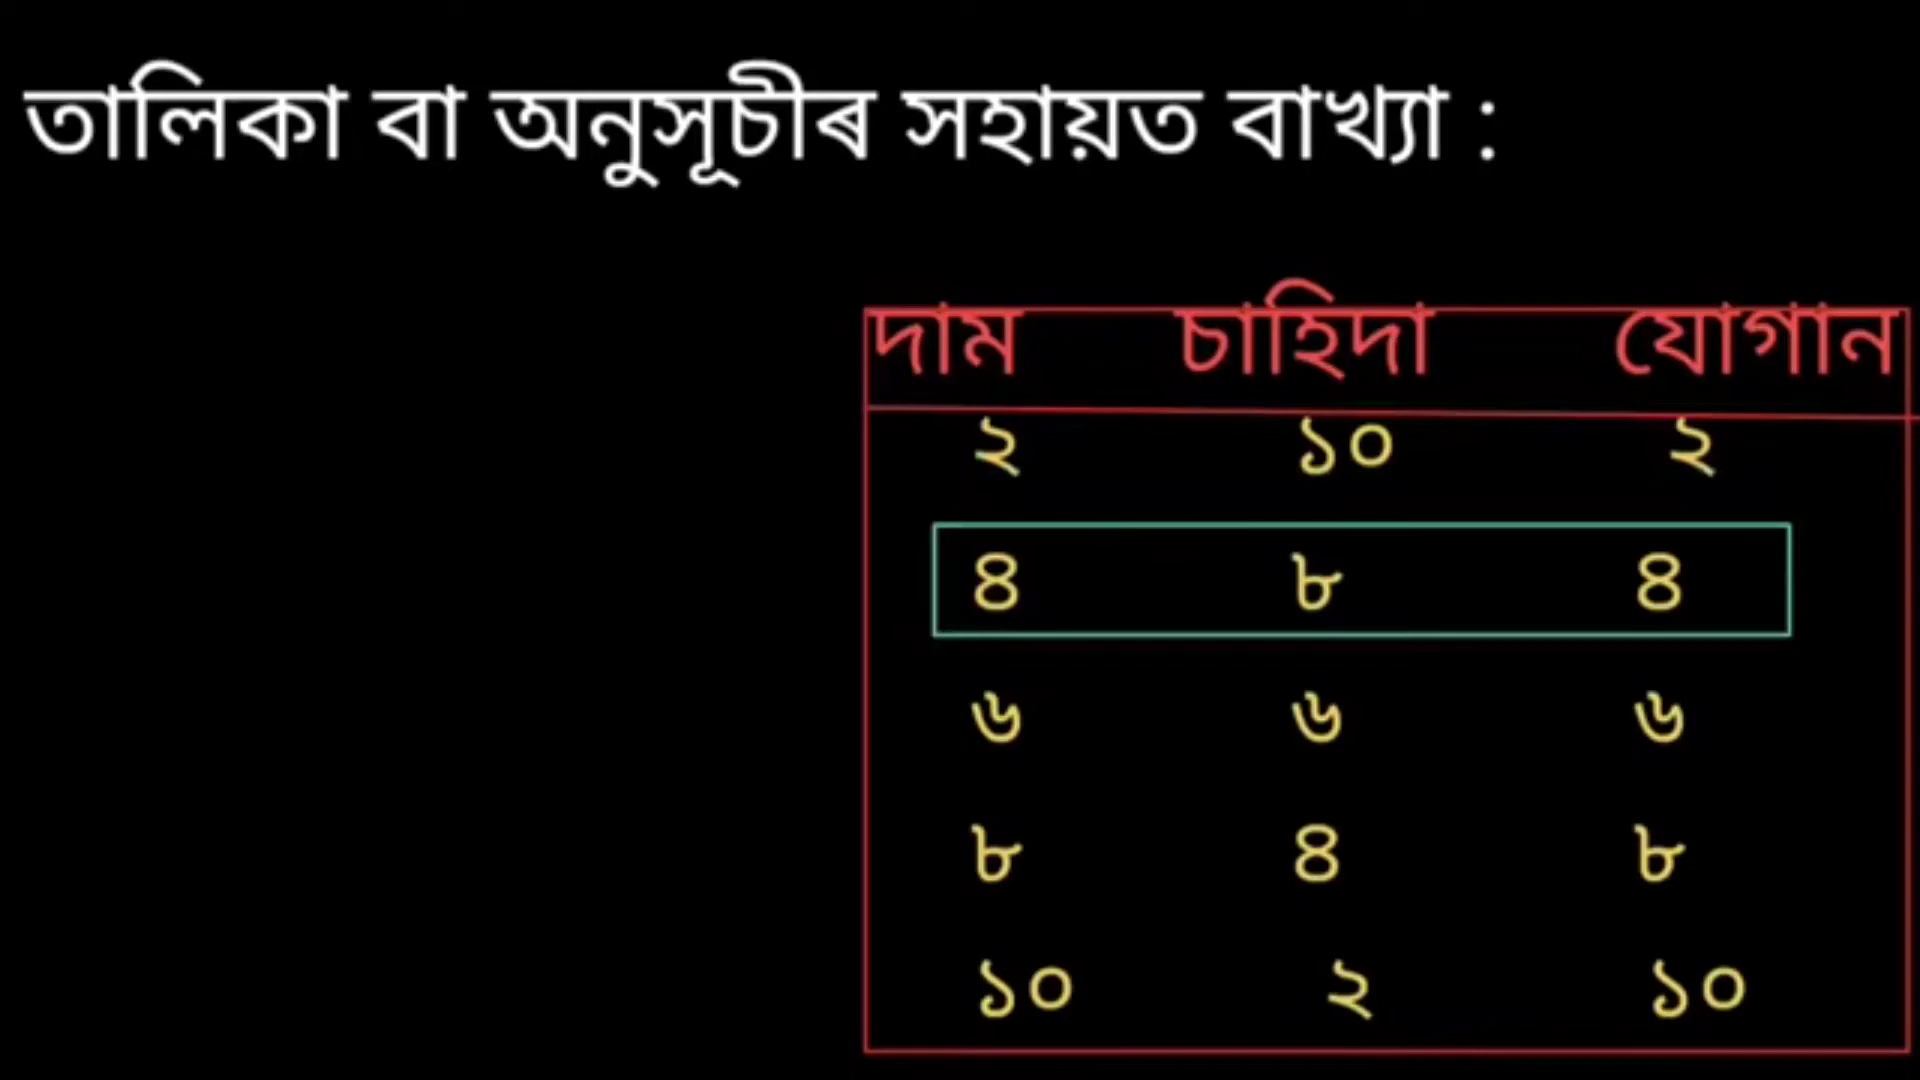 তালিকা বা অনুসূচীৰ সহায়ত বাখ্যা :
দাম চাহিদা যোগান
২ ১০ ২
৪ ৮ ৪
৬ ৬ ৬
৮ ৪ ৮
১০ ২ ১০